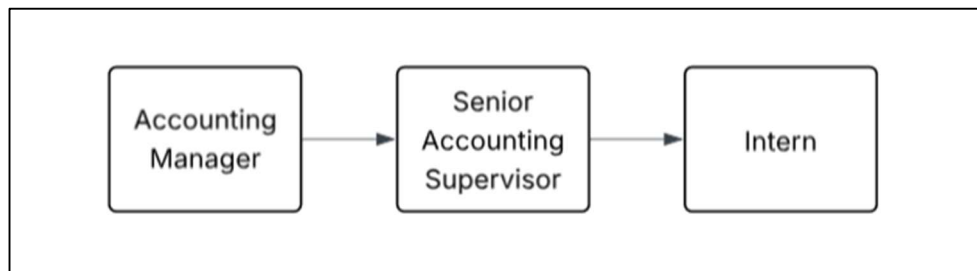 Accounting
Manager
Senior
Accounting
Supervisor
Intern